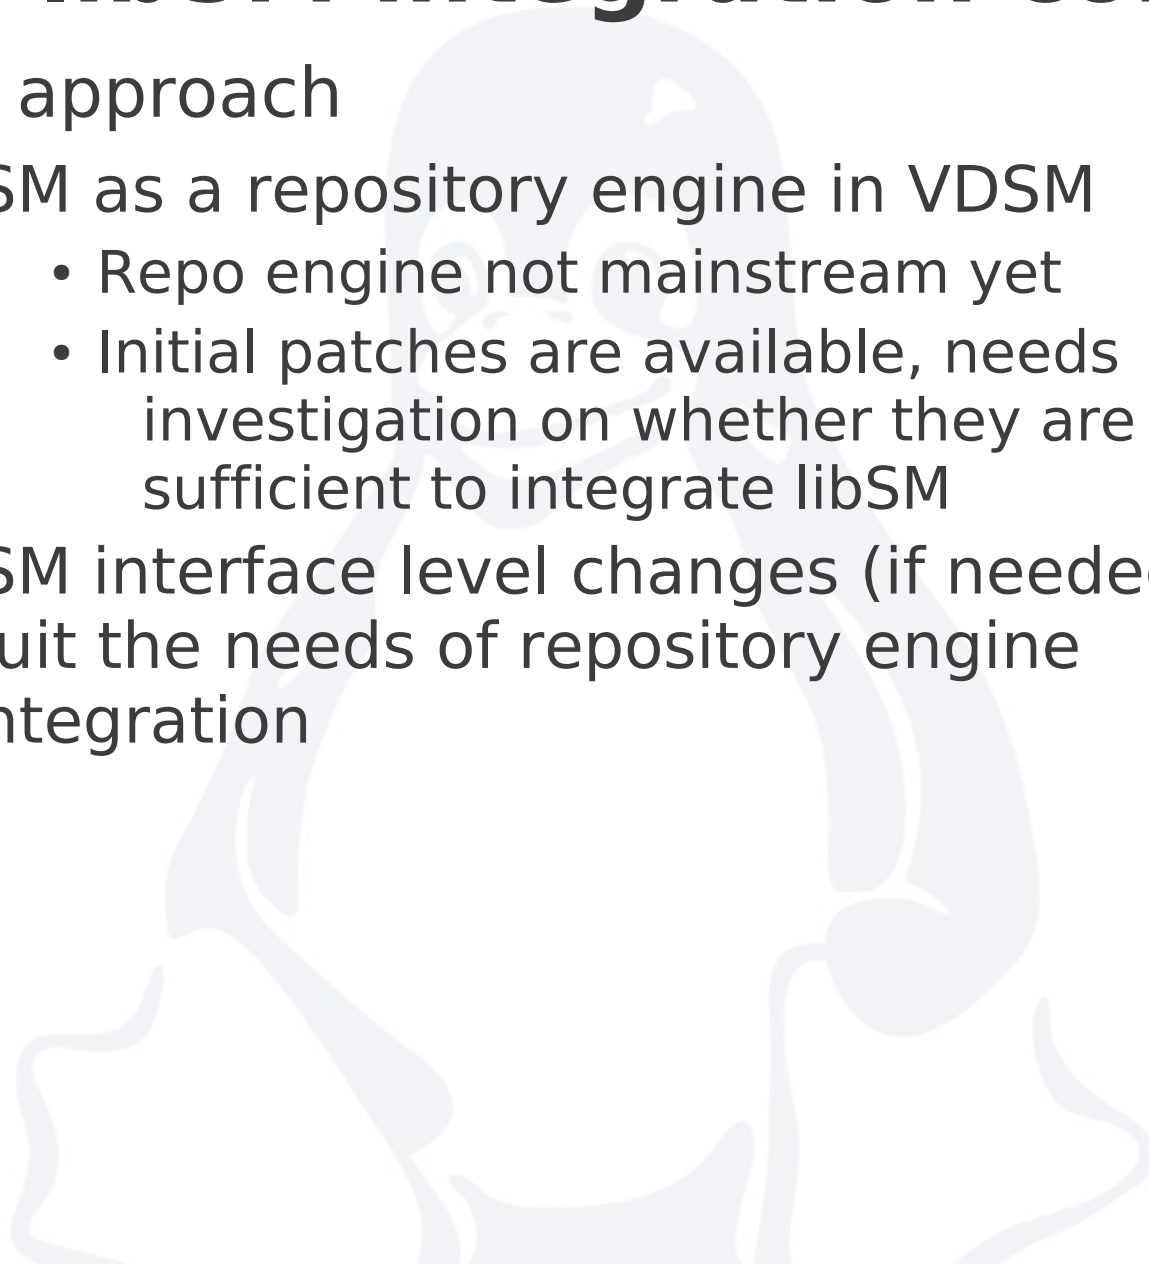 integration
approach
SM as a repository engine in VDSM
• Repo engine not mainstream yet
• Initial patches are available, needs
investigation on whether they are
sufficient to integrate libSM
SM interface level changes (if neede
uit the needs of repository engine
ntegration